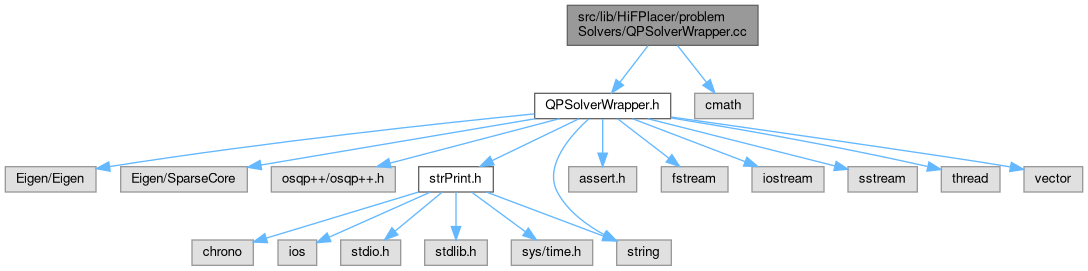 src/lib/HiFPlacer/problem
Solvers/QPSolverWrapper.cc
QPSolverWrapper.h
cmath
Eigen/Eigen
Eigen/SparseCore
osqp++/osqp++.h
strPrint.h
assert.h
fstream
iostream
sstream
thread
vector
chrono
ios
stdio.h
stdlib.h
sys/time.h
string